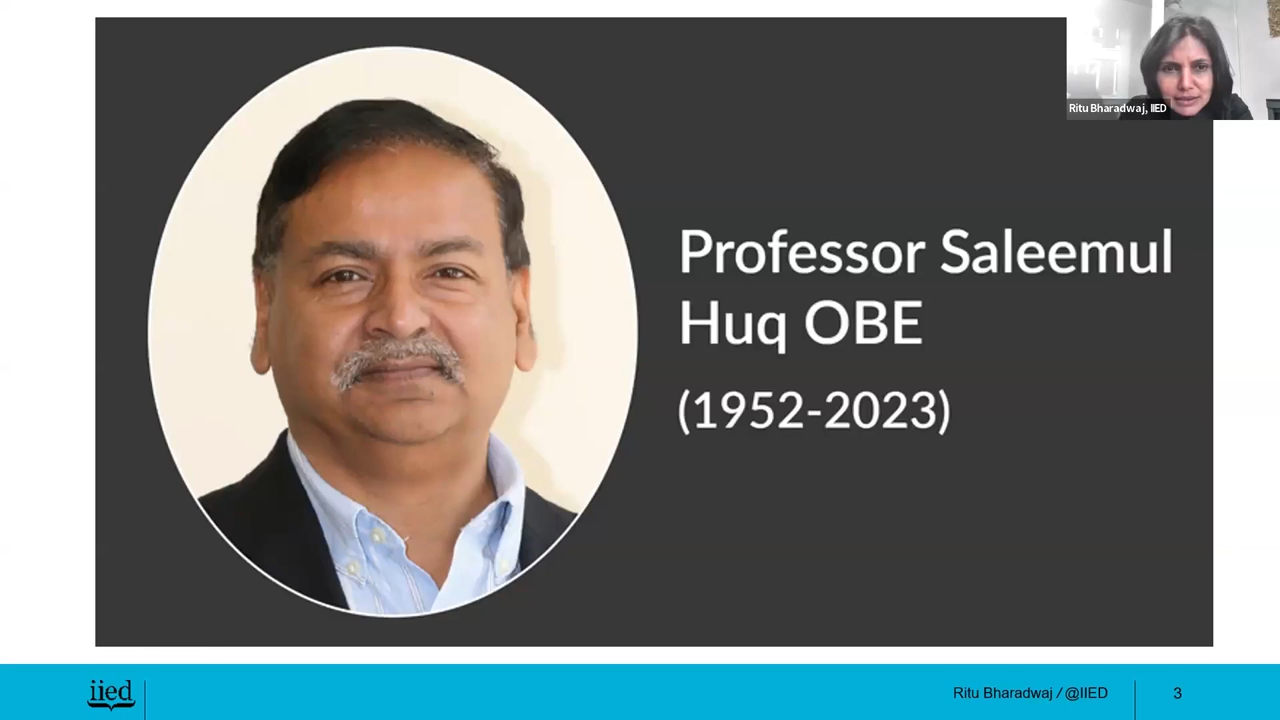 Ritu Bharadwaj, IIED
Professor Saleemul
Huq OBE
(1952-2023)
iied
Ritu Bharadwaj / @IIED
3